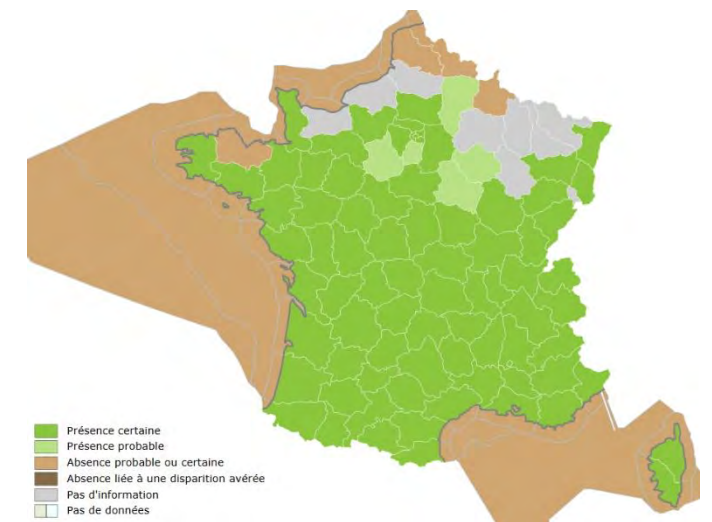 Présence certaine
Présence probable
Absence probable ou certaine
Absence liée à une disparition avérée
Pas d'information
Pas de données